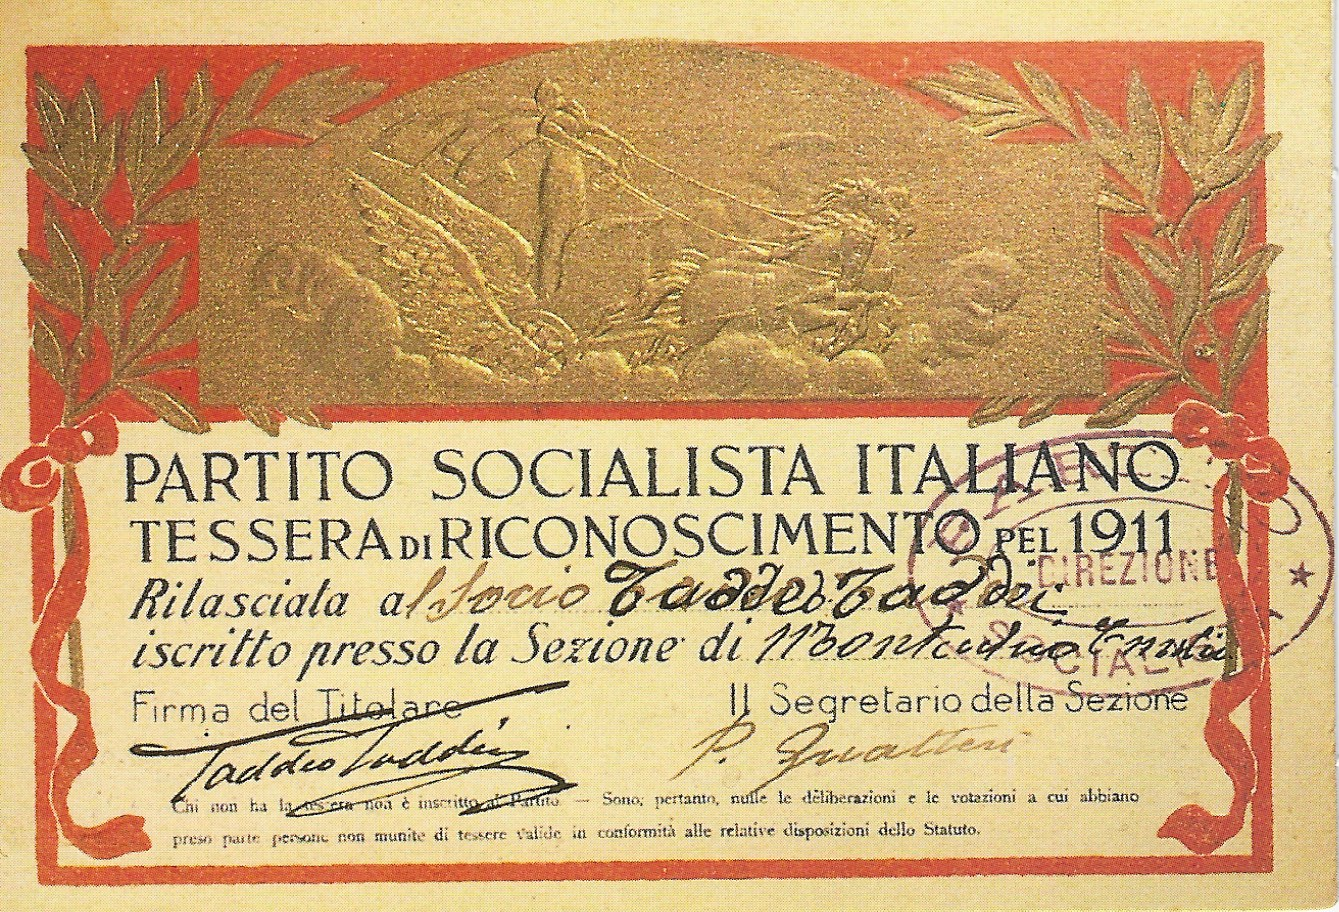 PARTITO SOCIALISTA ITALIANO
TESSERA DI RICONOSCIMENTO PEL 1911
Rilasciata al Socio Taddeo Taddei
iscritto presso la Sezione di
Firma del Titolare Il Segretario della Sezione
Taddeo Taddei P. Gualtieri
Chi non ha la tessera non è inscritto al Partito. — Sono, pertanto, nulle le deliberazioni e le votazioni a cui abbiano
preso parte persone non munite di tessere valide in conformità alle relative disposizioni dello Statuto.
DIREZIONE